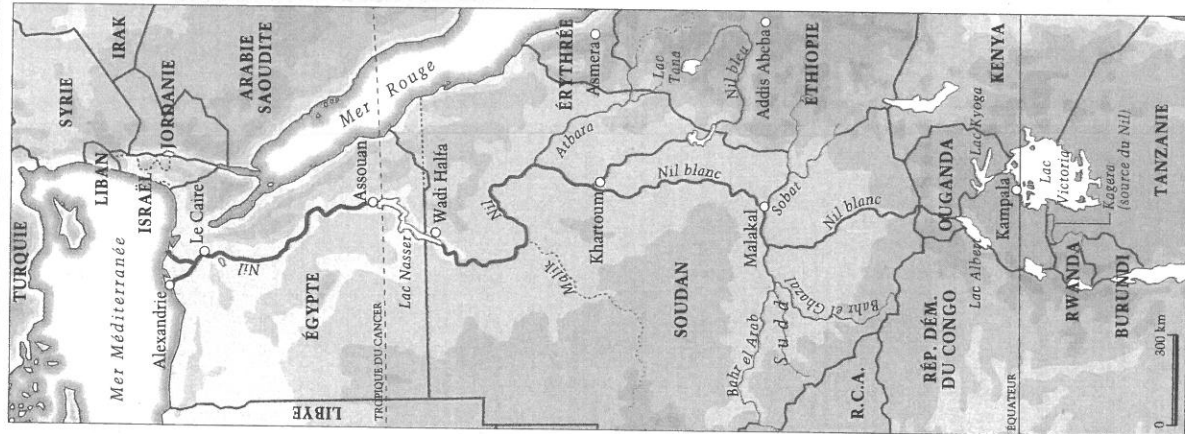 TURQUIE
SYRIE
IRAK
LIBAN
ISRAËL
JORDANIE
Mer Méditerranée
Alexandrie
Le Caire
ARABIE
SAOUDITE
Nil
ÉGYPTE
Mer Rouge
Assouan
TROPIQUE DU CANCER
Lac Nasser
Wadi Halfa
LIBYE
Nil
Atbara
ÉRYTHRÉE
Asmera
Malik
Khartoum
Lac
Tana
Nil bleu
Addis Abeba
Nil blanc
SOUDAN
Malakal
Sobat
ÉTHIOPIE
Bahr el Arab
Sudd
Bahr el Ghazal
Nil blanc
R.C.A.
RÉP. DÉM.
DU CONGO
OUGANDA
Lac Kyoga
KENYA
Lac Albert
Kampala
ÉQUATEUR
Lac
Victoria
Kagera
(source du Nil)
RWANDA
BURUNDI
TANZANIE
0 300 km